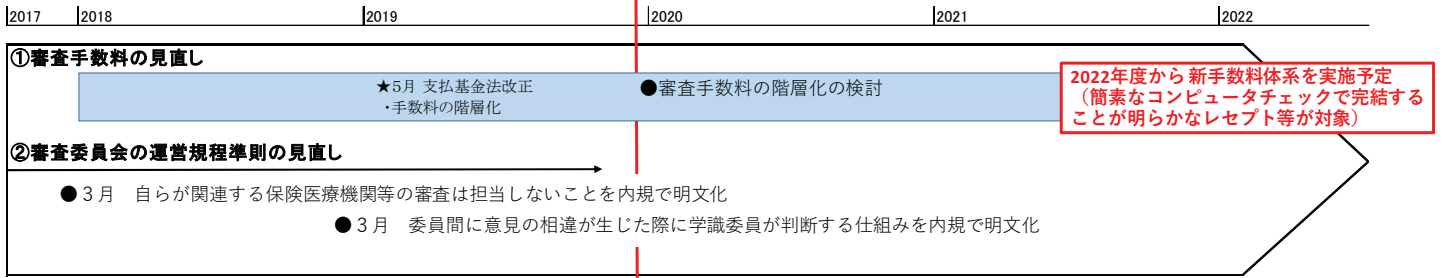 2017 2018 2019 2020 2021 2022
①審査手数料の見直し
★5月 支払基金法改正
・手数料の階層化
●審査手数料の階層化の検討
2022年度から 新手数料体系を実施予定
（簡素なコンピュータチェックで完結する
ことが明らかなレセプト等が対象）
②審査委員会の運営規程準則の見直し
●３月　自らが関連する保険医療機関等の審査は担当しないことを内規で明文化
●３月　委員間に意見の相違が生じた際に学識委員が判断する仕組みを内規で明文化